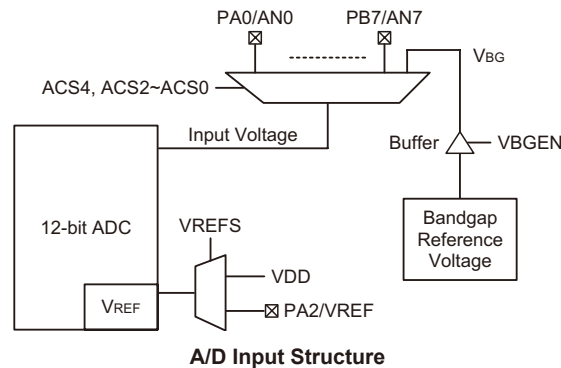 PA0/AN0
PB7/AN7
VBG
ACS4, ACS2~ACS0
Input Voltage
Buffer
VBGEN
12-bit ADC
Bandgap
Reference
Voltage
VREFS
VDD
VREF
PA2/VREF
A/D Input Structure